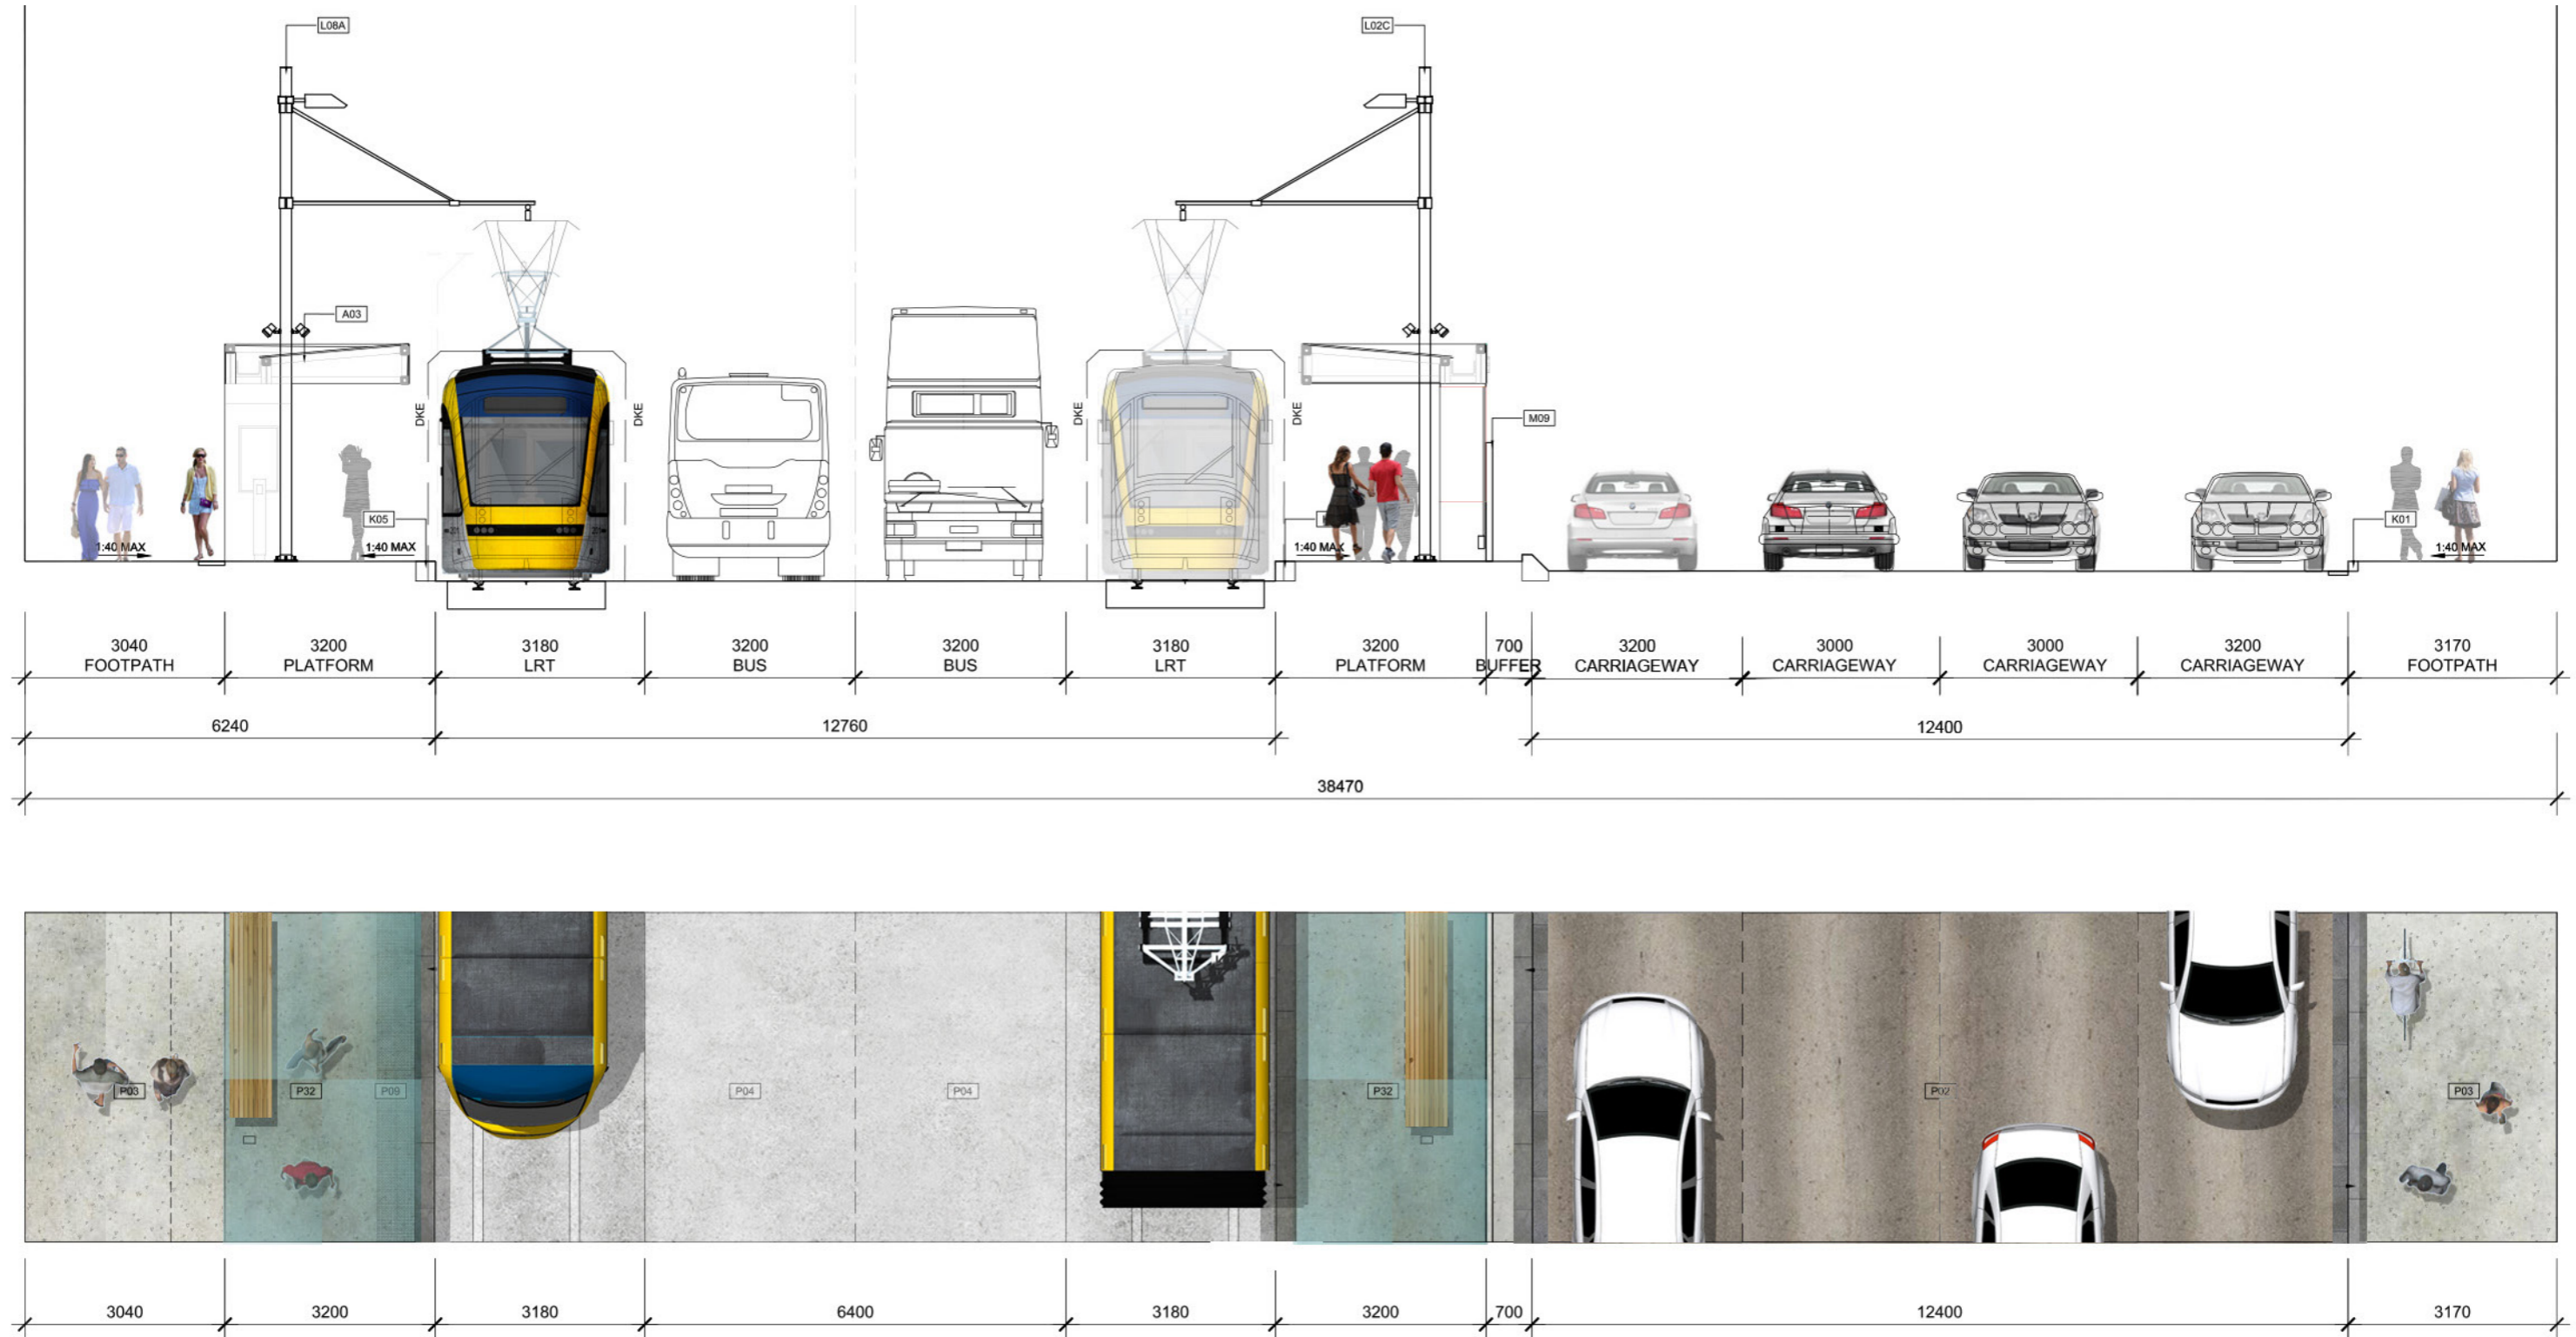 L08A
L02C
A03
DKE
DKE
DKE
DKE
M09
K05
K01
1:40 MAX
1:40 MAX
1:40 MAX
1:40 MAX
3040
FOOTPATH
3200
PLATFORM
3180
LRT
3200
BUS
3200
BUS
3180
LRT
3200
PLATFORM
700
BUFFER
3200
CARRIAGEWAY
3000
CARRIAGEWAY
3000
CARRIAGEWAY
3200
CARRIAGEWAY
3170
FOOTPATH
6240
12760
12400
38470
P03
P32
P09
P04
P04
P32
P02
P03
3040
3200
3180
6400
3180
3200
700
12400
3170